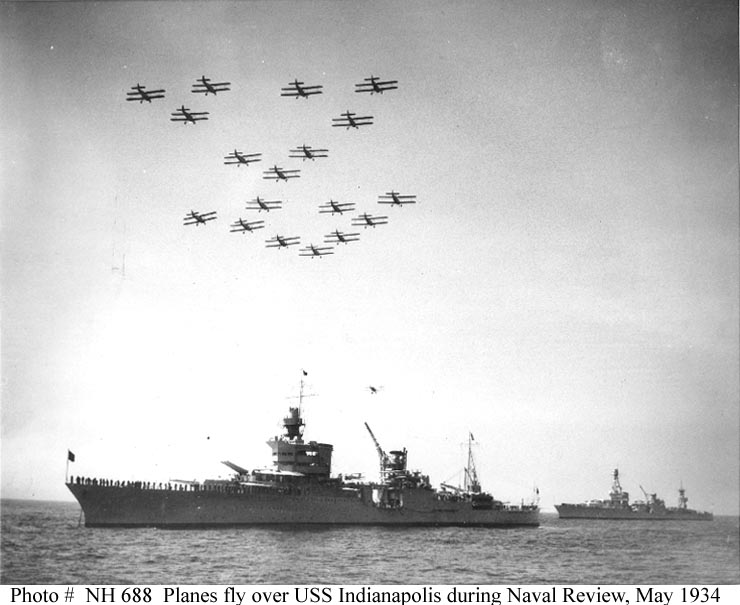 Photo # NH 688 Planes fly over USS Indianapolis during Naval Review, May 1934